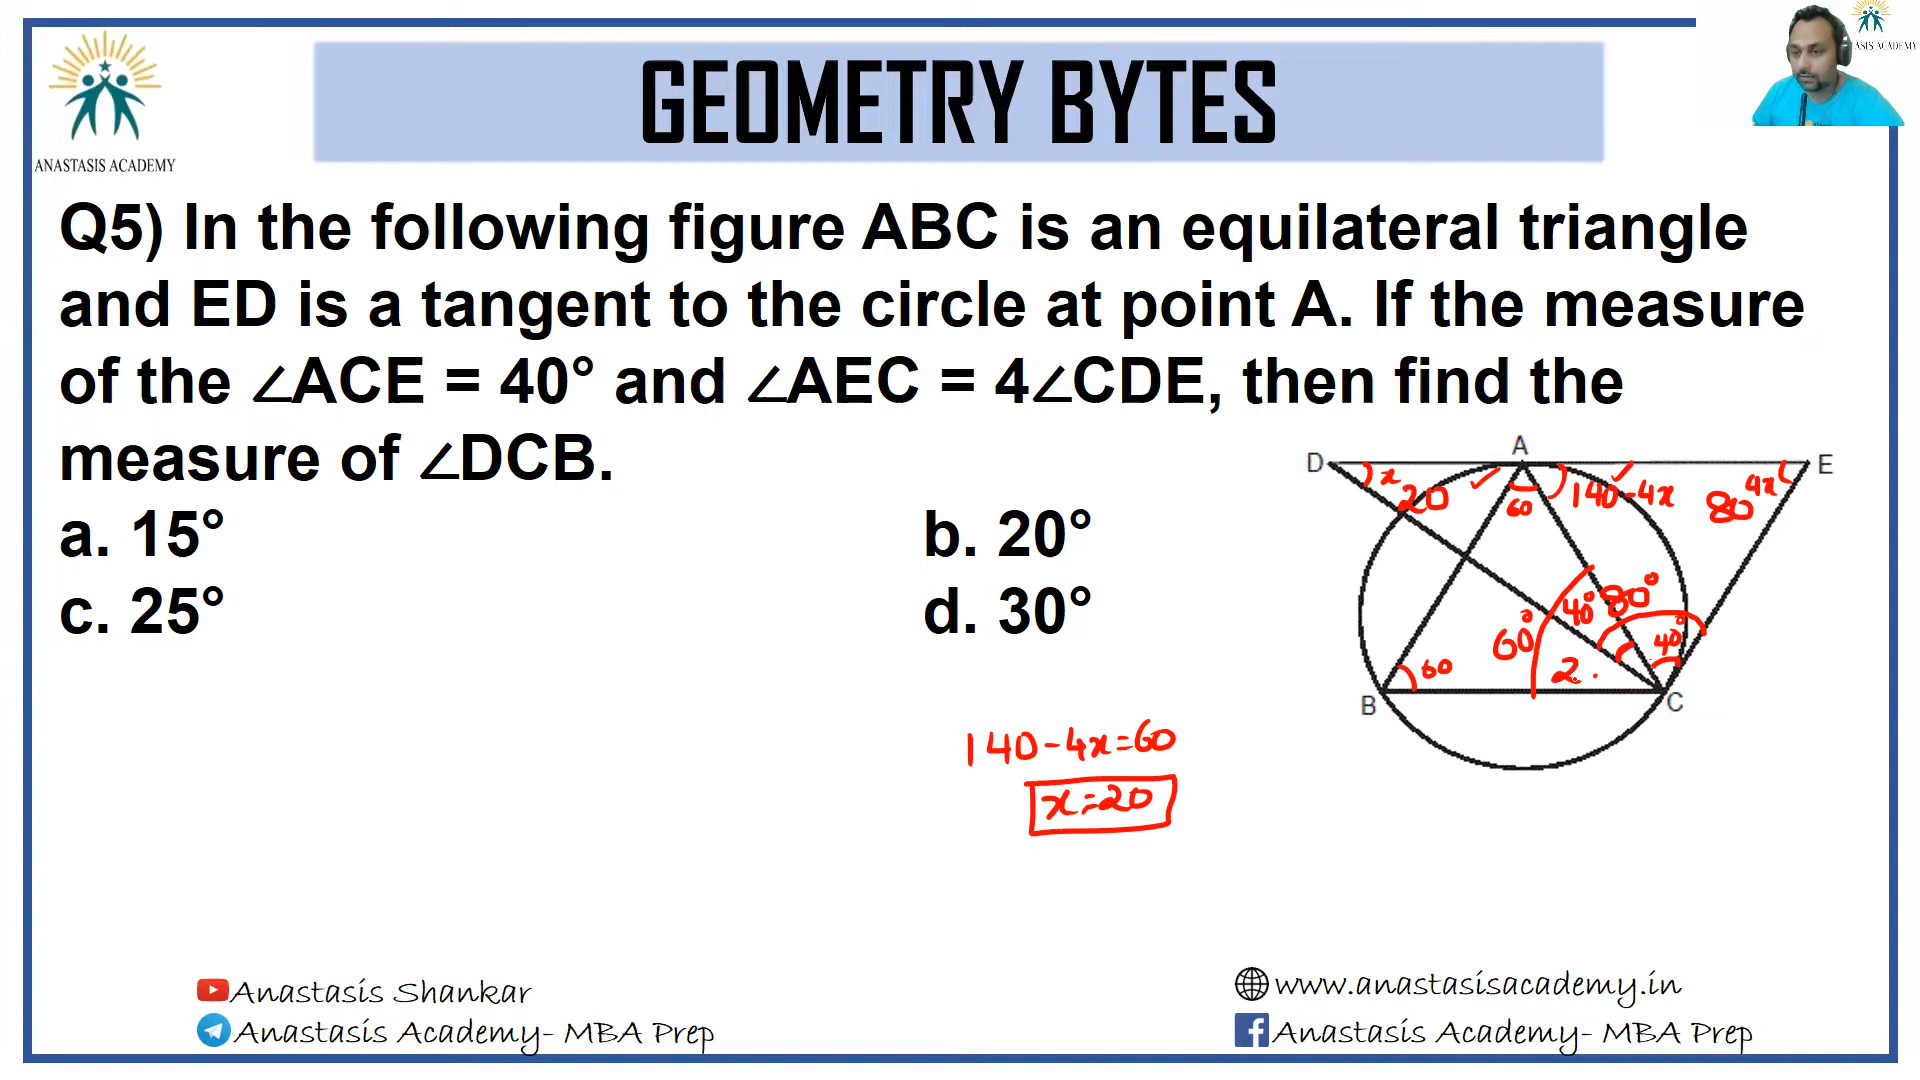 ASIS ACADEMY
GEOMETRY BYTES
ANASTASIS ACADEMY
Q5) In the following figure ABC is an equilateral triangle
and ED is a tangent to the circle at point A. If the measure
of the ∠ACE = 40° and ∠AEC = 4∠CDE, then find the
measure of ∠DCB.
a. 15° b. 20°
c. 25° d. 30°
A
D E
x 20 60 140-4x 80 4x
40° 80°
60° 40°
60 2
B C
140-4x=60
x=20
Anastasis Shankar
Anastasis Academy- MBA Prep
www.anastasisacademy.in
Anastasis Academy- MBA Prep